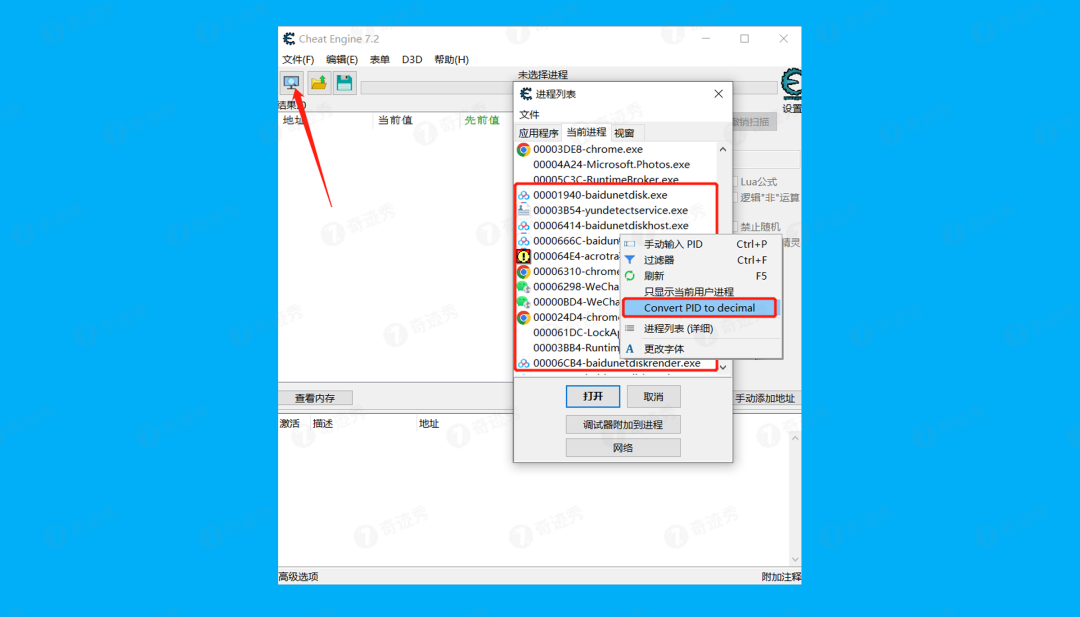 Cheat Engine 7.2
文件(F) 编辑(E) 表单 D3D 帮助(H)
未选择进程
地址 当前值 先前值
设置
撤销扫描
Lua公式
逻辑"非"运算
禁止随机
进程列表
文件
应用程序 当前进程 视窗
00003DE8-chrome.exe
00004A24-Microsoft.Photos.exe
00005C3C-RuntimeBroker.exe
00001940-baidunetdisk.exe
00003B54-yundetectservice.exe
00006414-baidunetdiskhost.exe
0000666C-baidun
000064E4-acrotra
00006310-chrome
00006298-WeCha
00000BD4-WeCha
000024D4-chrome
000061DC-LockAp
00003BB4-Runtim
00006CB4-baidunetdiskrender.exe
手动输入 PID Ctrl+P
过滤器 Ctrl+F
刷新 F5
只显示当前用户进程
Convert PID to decimal
进程列表 (详细)
更改字体
打开 取消
调试器附加到进程
网络
查看内存
手动添加地址
激活 描述 地址
高级选项 附加注释
奇迹秀